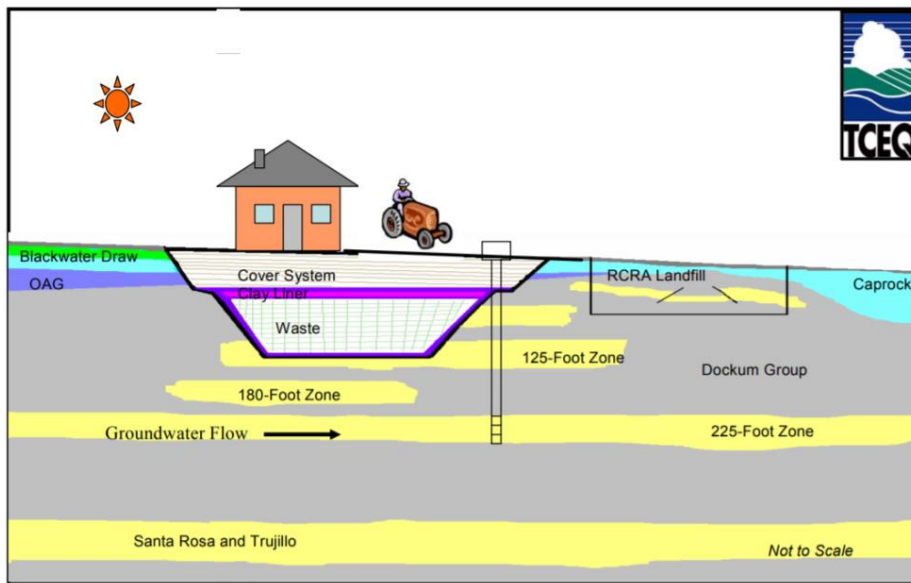 TCEQ
Blackwater Draw
OAG
Cover System
Clay Liner
Waste
RCRA Landfill
Caprock
125-Foot Zone
Dockum Group
180-Foot Zone
Groundwater Flow
225-Foot Zone
Santa Rosa and Trujillo
Not to Scale